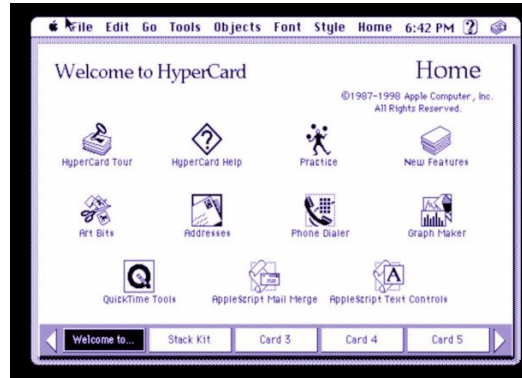 File Edit Go Tools Objects Font Style Home 6:42 PM ?
Welcome to HyperCard
Home
©1987-1998 Apple Computer, Inc.
All Rights Reserved.
HyperCard Tour HyperCard Help Practice New Features
Art Bits Addresses Phone Dialer Graph Maker
QuickTime Tools AppleScript Mail Merge AppleScript Text Controls
Welcome to... Stack Kit Card 3 Card 4 Card 5